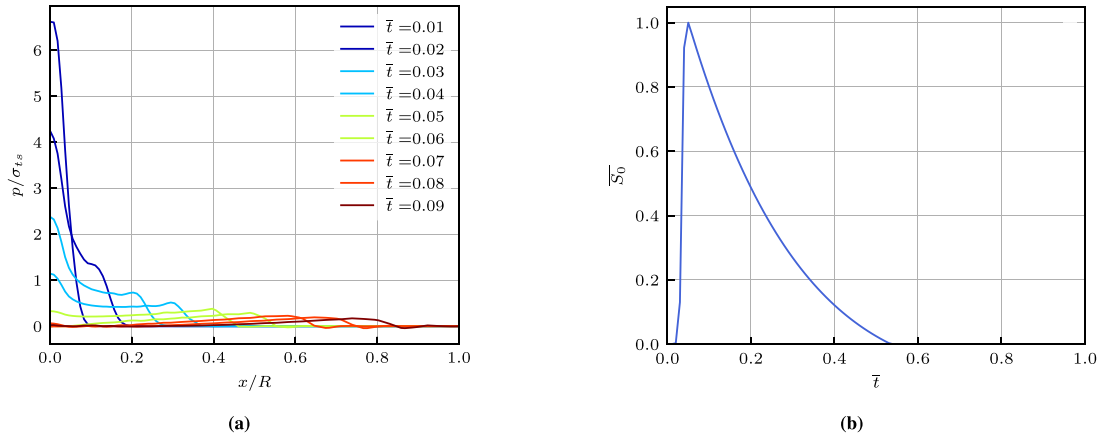 6
5
4
3
2
1
0
p/σ_ts
t̅ =0.01
t̅ =0.02
t̅ =0.03
t̅ =0.04
t̅ =0.05
t̅ =0.06
t̅ =0.07
t̅ =0.08
t̅ =0.09
0.0 0.2 0.4 0.6 0.8 1.0
x/R
(a)
1.0
0.8
0.6
0.4
0.2
0.0
S̅₀
0.0 0.2 0.4 0.6 0.8 1.0
t̅
(b)